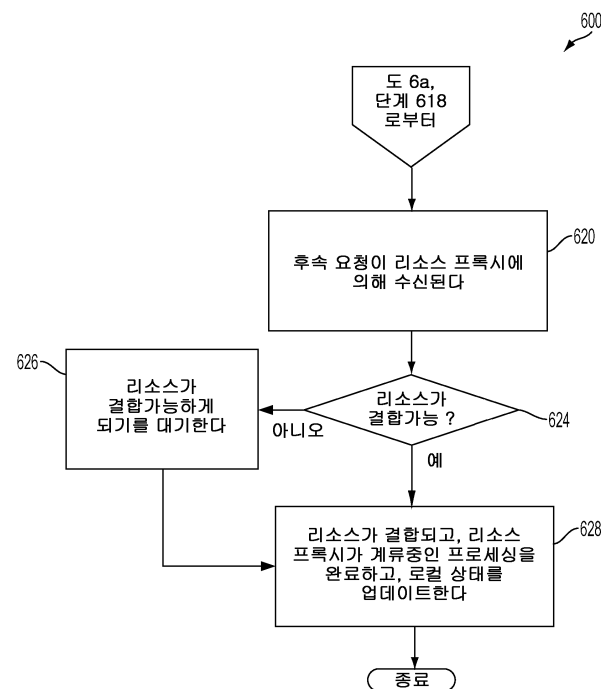 600
도 6a,
단계 618
로부터
후속 요청이 리소스 프록시에
의해 수신된다
620
리소스가
결합가능 ?
624
626
리소스가
결합가능하게
되기를 대기한다
아니오
예
리소스가 결합되고, 리소스
프록시가 계류중인 프로세싱을
완료하고, 로컬 상태를
업데이트한다
628
종료